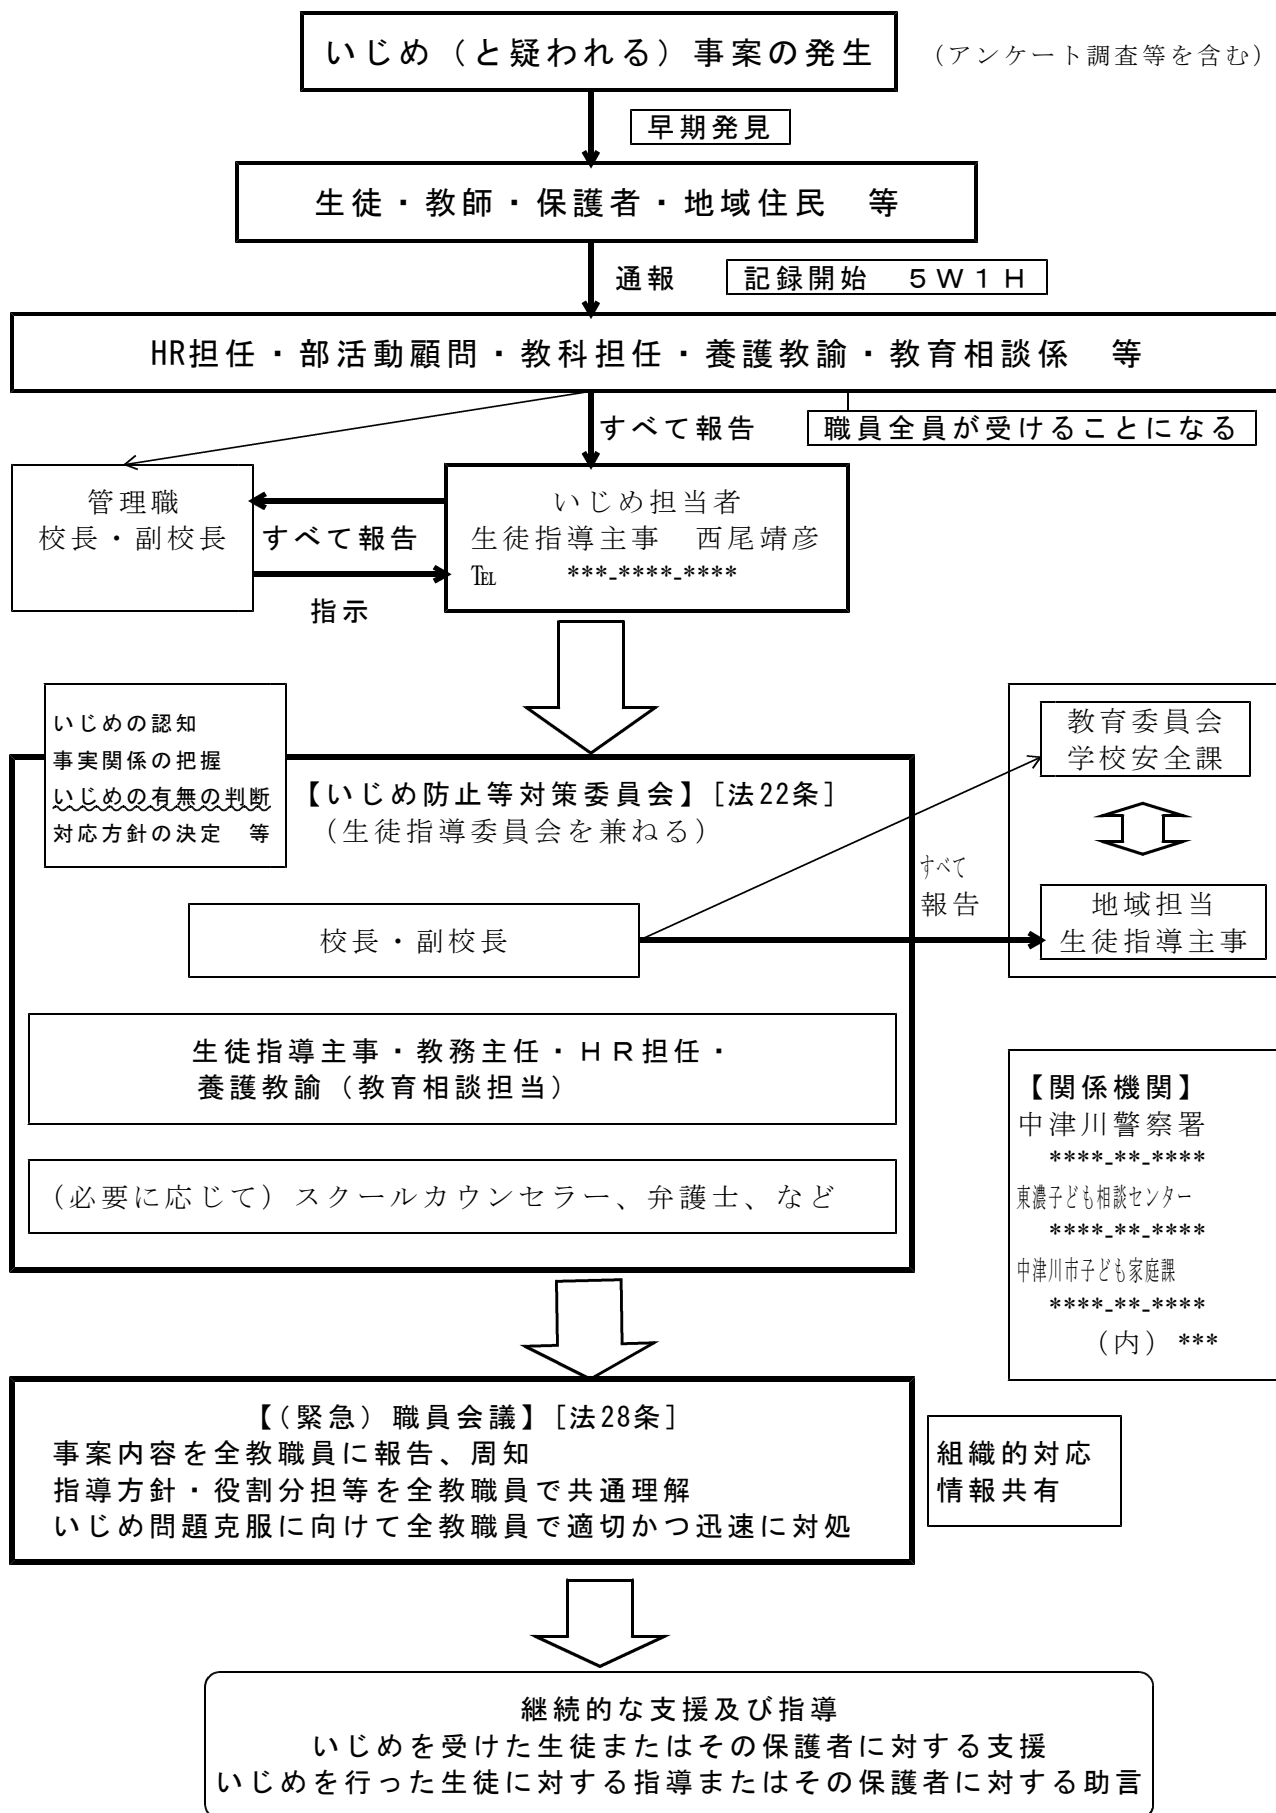 いじめ（と疑われる）事案の発生
（アンケート調査等を含む）
早期発見
生徒・教師・保護者・地域住民　等
通報
記録開始　５Ｗ１Ｈ
HR担任・部活動顧問・教科担任・養護教諭・教育相談係　等
すべて報告
職員全員が受けることになる
管理職
校長・副校長
すべて報告
指示
いじめ担当者
生徒指導主事　西尾靖彦
℡　***-****-****
いじめの認知
事実関係の把握
いじめの有無の判断
対応方針の決定　等
【いじめ防止等対策委員会】［法22条］
（生徒指導委員会を兼ねる）
校長・副校長
すべて
報告
教育委員会
学校安全課
地域担当
生徒指導主事
生徒指導主事・教務主任・ＨＲ担任・
養護教諭（教育相談担当）
（必要に応じて）スクールカウンセラー、弁護士、など
【関係機関】
中津川警察署
****-**-****
東濃子ども相談センター
****-**-****
中津川市子ども家庭課
****-**-****
（内）***
【（緊急）職員会議】［法28条］
事案内容を全教職員に報告、周知
指導方針・役割分担等を全教職員で共通理解
いじめ問題克服に向けて全教職員で適切かつ迅速に対処
組織的対応
情報共有
継続的な支援及び指導
いじめを受けた生徒またはその保護者に対する支援
いじめを行った生徒に対する指導またはその保護者に対する助言